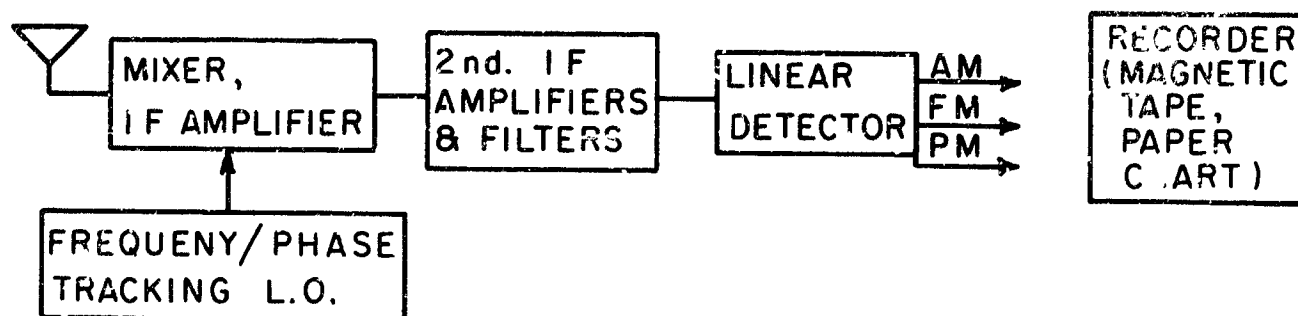 MIXER,
IF AMPLIFIER
2nd. IF
AMPLIFIERS
& FILTERS
LINEAR
DETECTOR
AM
FM
PM
RECORDER
(MAGNETIC
TAPE,
PAPER
C.ART)
FREQUENY/PHASE
TRACKING L.O.